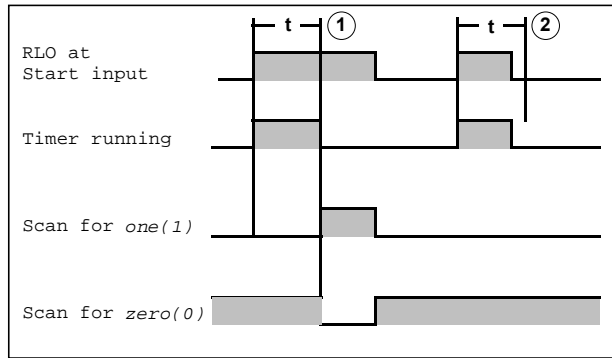 t 1 t 2
RLO at
Start input
Timer running
Scan for one(1)
Scan for zero(0)